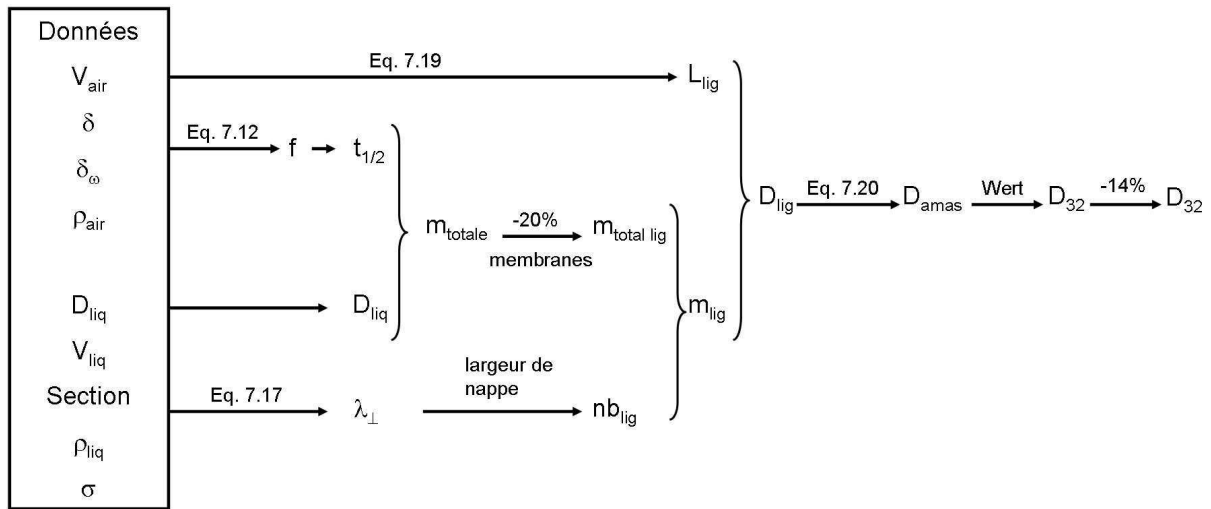 Données
V_air
δ
δ_ω
ρ_air
D_liq
V_liq
Section
ρ_liq
σ
Eq. 7.19
L_lig
Eq. 7.12
f
t_1/2
m_totale
-20%
membranes
m_total lig
D_liq
Eq. 7.17
λ_⊥
largeur de
nappe
nb_lig
m_lig
D_lig
Eq. 7.20
D_amas
Wert
D_32
-14%
D_32